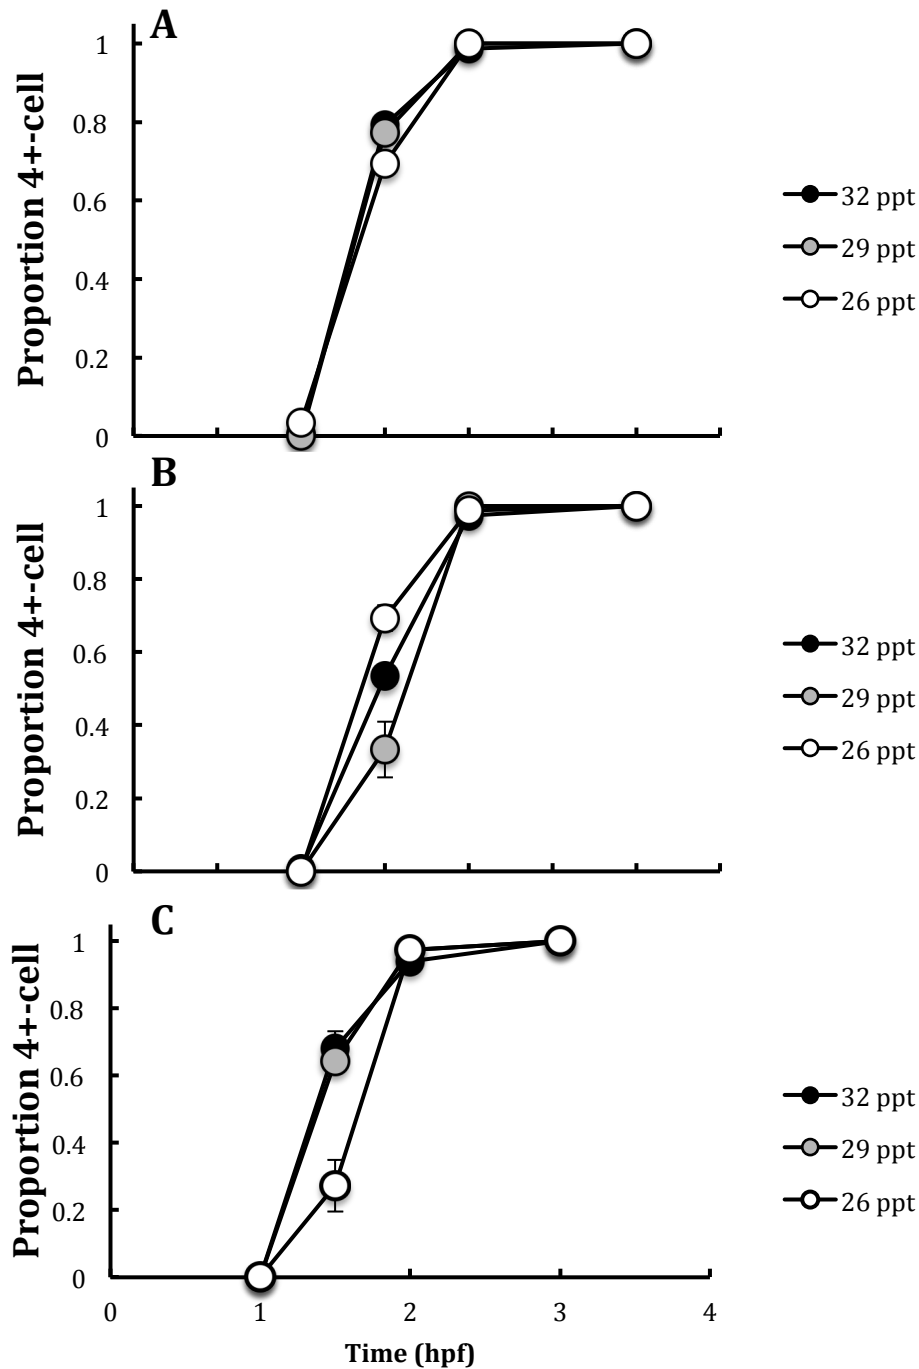 A
Proportion 4+-cell
1
0.8
0.6
0.4
0.2
0
32 ppt
29 ppt
26 ppt
B
Proportion 4+-cell
1
0.8
0.6
0.4
0.2
0
32 ppt
29 ppt
26 ppt
C
Proportion 4+-cell
1
0.8
0.6
0.4
0.2
0
32 ppt
29 ppt
26 ppt
0 1 2 3 4
Time (hpf)